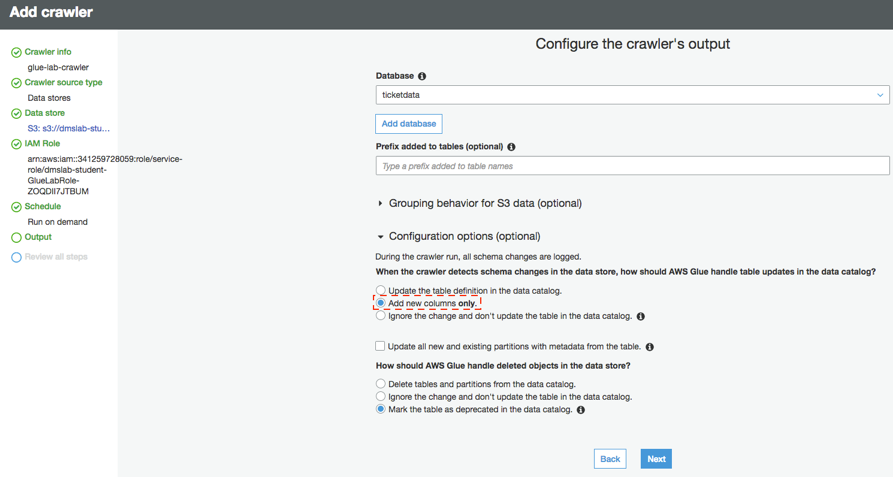 Add crawler
Crawler info
glue-lab-crawler
Crawler source type
Data stores
Data store
S3: s3://dmslab-stu...
IAM Role
arn:aws:iam::341259728059:role/service-
role/dmslab-student-
GlueLabRole-
ZOQDII7JTBUM
Schedule
Run on demand
Output
Review all steps
Configure the crawler's output
Database
ticketdata
Add database
Prefix added to tables (optional)
Type a prefix added to table names
Grouping behavior for S3 data (optional)
Configuration options (optional)
During the crawler run, all schema changes are logged.
When the crawler detects schema changes in the data store, how should AWS Glue handle table updates in the data catalog?
Update the table definition in the data catalog.
Add new columns only.
Ignore the change and don't update the table in the data catalog.
Update all new and existing partitions with metadata from the table.
How should AWS Glue handle deleted objects in the data store?
Delete tables and partitions from the data catalog.
Ignore the change and don't update the table in the data catalog.
Mark the table as deprecated in the data catalog.
Back
Next